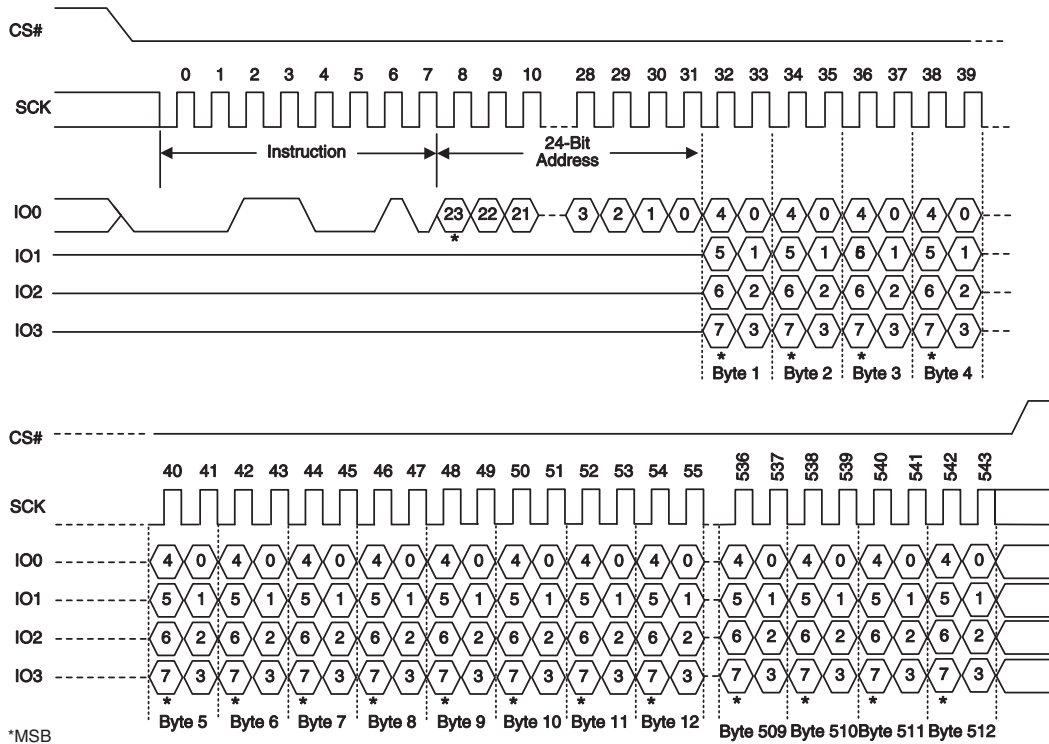 CS#
0 1 2 3 4 5 6 7 8 9 10 28 29 30 31 32 33 34 35 36 37 38 39
SCK
Instruction
24-Bit
Address
IO0 23 22 21 3 2 1 0 4 0 4 0 4 0 4 0
*
IO1 5 1 5 1 6 1 5 1
IO2 6 2 6 2 6 2 6 2
IO3 7 3 7 3 7 3 7 3
* * * *
Byte 1 Byte 2 Byte 3 Byte 4
CS#
40 41 42 43 44 45 46 47 48 49 50 51 52 53 54 55 536 537 538 539 540 541 542 543
SCK
IO0 4 0 4 0 4 0 4 0 4 0 4 0 4 0 4 0 4 0 4 0 4 0 4 0
IO1 5 1 5 1 5 1 5 1 5 1 5 1 5 1 5 1 5 1 5 1 5 1 5 1
IO2 6 2 6 2 6 2 6 2 6 2 6 2 6 2 6 2 6 2 6 2 6 2 6 2
IO3 7 3 7 3 7 3 7 3 7 3 7 3 7 3 7 3 7 3 7 3 7 3 7 3
* * * * * * * * * * * *
Byte 5 Byte 6 Byte 7 Byte 8 Byte 9 Byte 10 Byte 11 Byte 12 Byte 509 Byte 510 Byte 511 Byte 512
*MSB